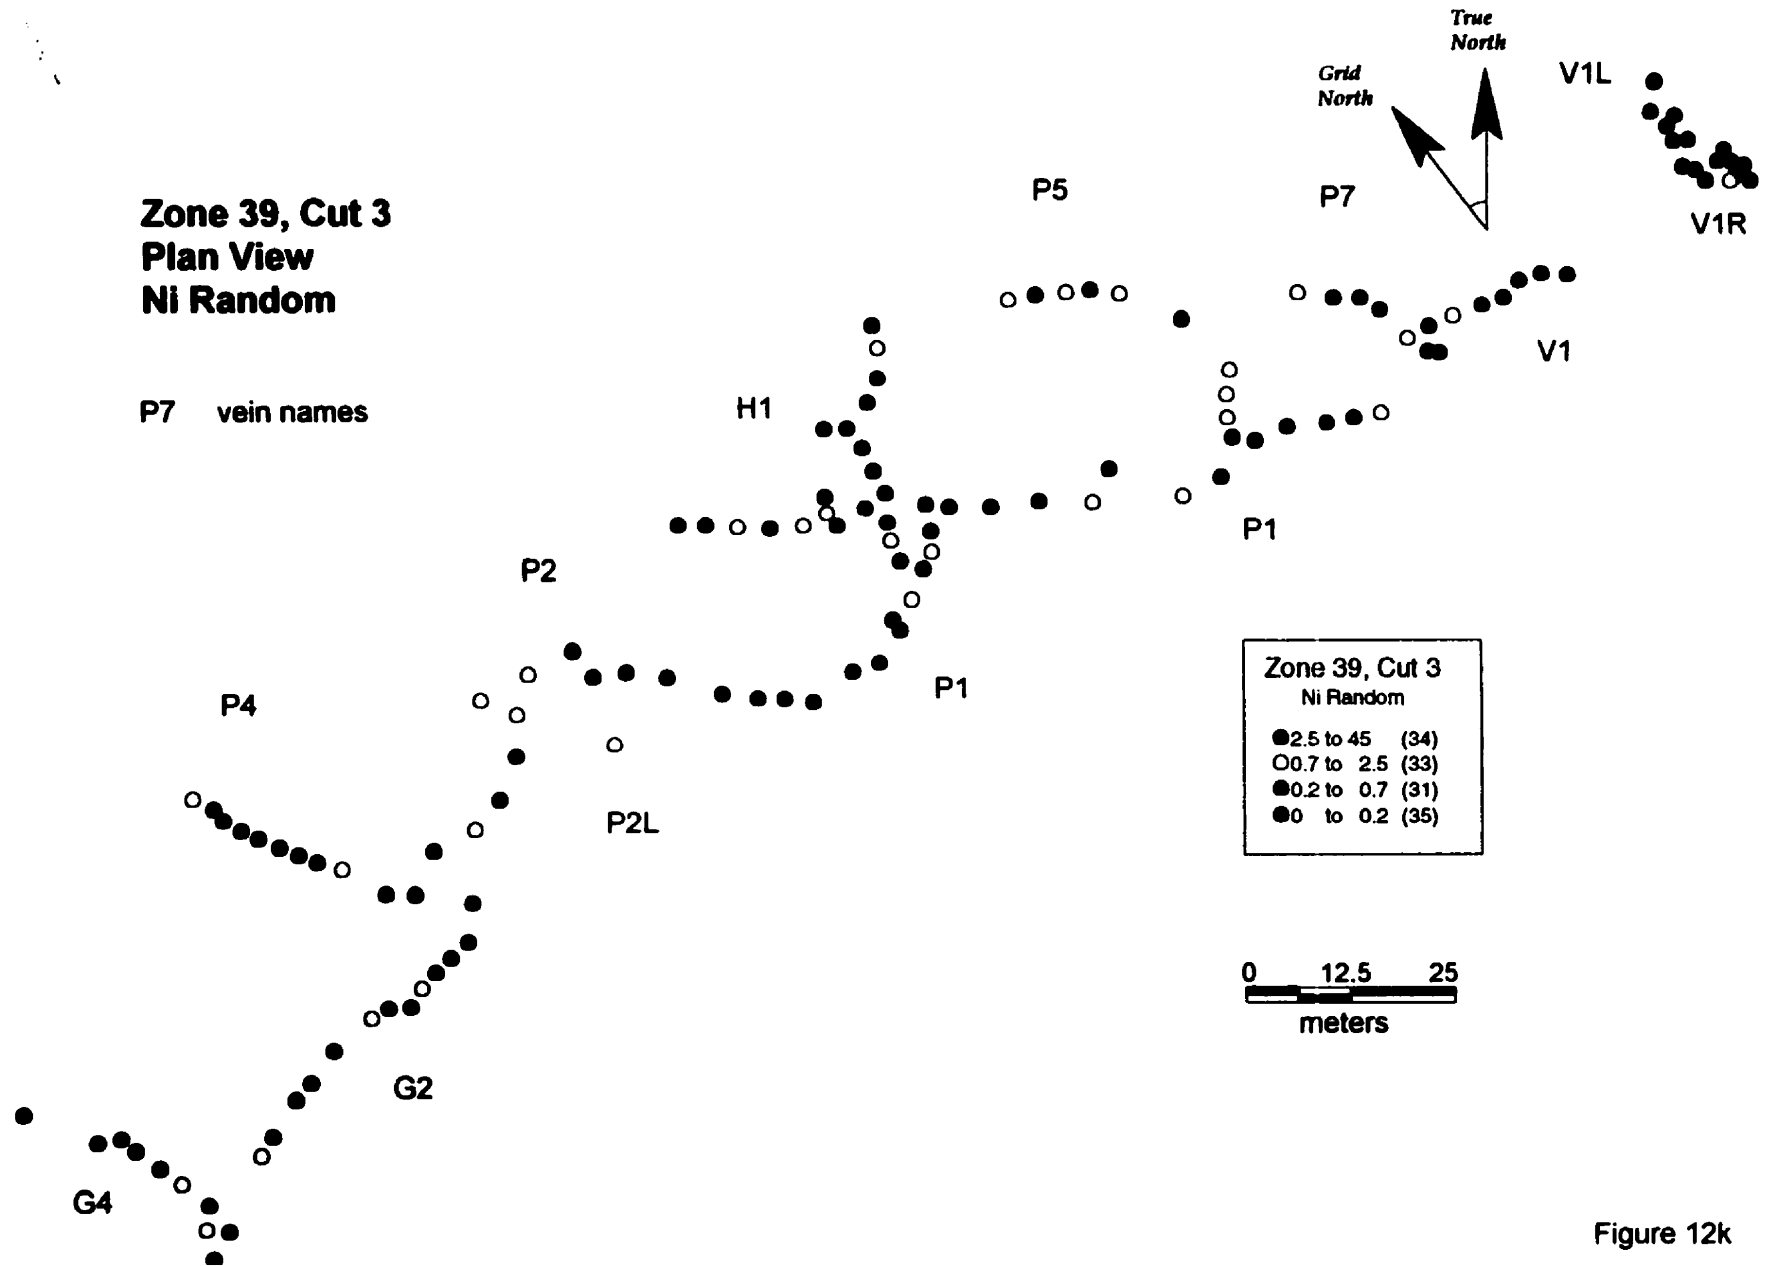 True
North
Grid
North
V1L
P5
P7
Zone 39, Cut 3
Plan View
Ni Random
V1R
V1
P7 vein names
H1
P1
P2
P1
Zone 39, Cut 3
Ni Random
2.5 to 45 (34)
0.7 to 2.5 (33)
0.2 to 0.7 (31)
0 to 0.2 (35)
P4
P2L
0 12.5 25
meters
G2
G4
Figure 12k